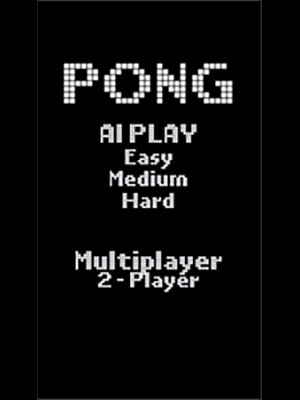 PONG
AI PLAY
Easy
Medium
Hard
Multiplayer
2 - Player